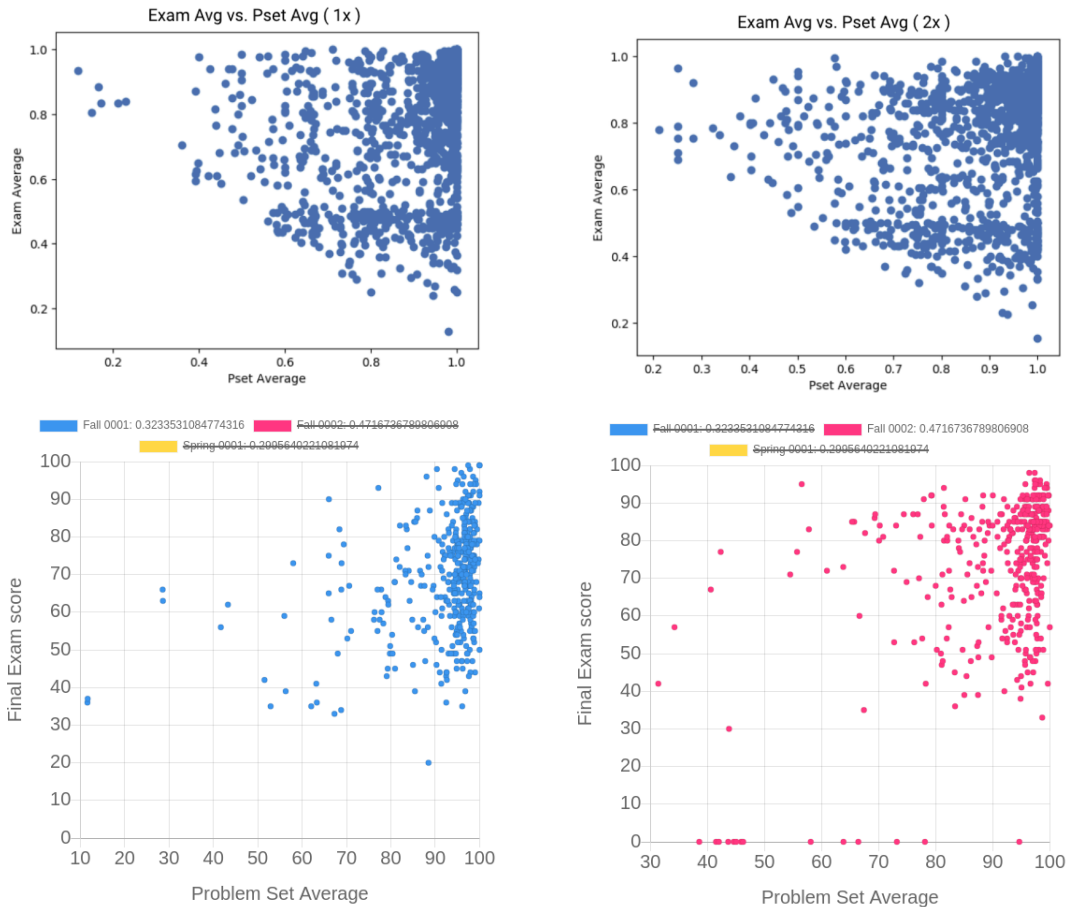 Exam Avg vs. Pset Avg ( 1x )
1.0
0.8
0.6
0.4
0.2
Exam Average
0.2 0.4 0.6 0.8 1.0
Pset Average
Exam Avg vs. Pset Avg ( 2x )
1.0
0.8
0.6
0.4
0.2
Exam Average
0.2 0.3 0.4 0.5 0.6 0.7 0.8 0.9 1.0
Pset Average
Fall 0001: 0.3233531084774316 Fall 0002: 0.4716736789806908
Spring 0001: 0.2995640221081974
100
90
80
70
60
50
40
30
20
10
0
Final Exam score
10 20 30 40 50 60 70 80 90 100
Problem Set Average
Fall 0001: 0.3233531084774316 Fall 0002: 0.4716736789806908
Spring 0001: 0.2995640221081974
100
90
80
70
60
50
40
30
20
10
0
Final Exam score
30 40 50 60 70 80 90 100
Problem Set Average